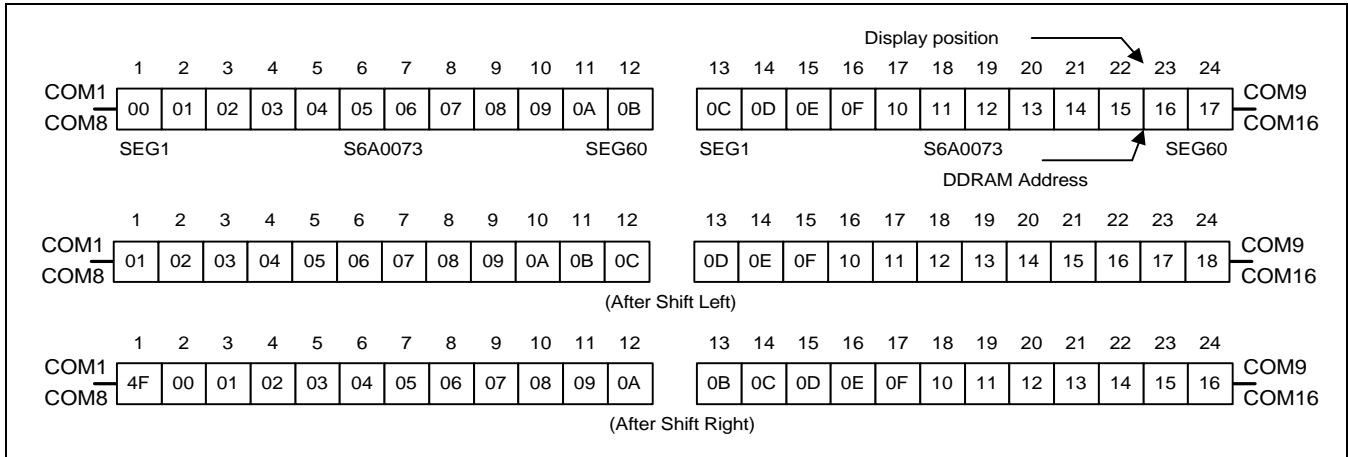 Display position
1 2 3 4 5 6 7 8 9 10 11 12 13 14 15 16 17 18 19 20 21 22 23 24
COM1 COM9
00 01 02 03 04 05 06 07 08 09 0A 0B 0C 0D 0E 0F 10 11 12 13 14 15 16 17
COM8 COM16
SEG1 S6A0073 SEG60 SEG1 S6A0073 SEG60
DDRAM Address
1 2 3 4 5 6 7 8 9 10 11 12 13 14 15 16 17 18 19 20 21 22 23 24
COM1 COM9
01 02 03 04 05 06 07 08 09 0A 0B 0C 0D 0E 0F 10 11 12 13 14 15 16 17 18
COM8 COM16
(After Shift Left)
1 2 3 4 5 6 7 8 9 10 11 12 13 14 15 16 17 18 19 20 21 22 23 24
COM1 COM9
4F 00 01 02 03 04 05 06 07 08 09 0A 0B 0C 0D 0E 0F 10 11 12 13 14 15 16
COM8 COM16
(After Shift Right)